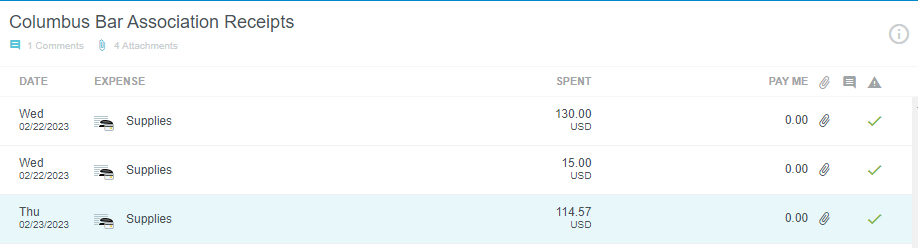 Columbus Bar Association Receipts
1 Comments 4 Attachments
DATE EXPENSE SPENT PAY ME
Wed
02/22/2023
Supplies
130.00
USD
0.00
Wed
02/22/2023
Supplies
15.00
USD
0.00
Thu
02/23/2023
Supplies
114.57
USD
0.00